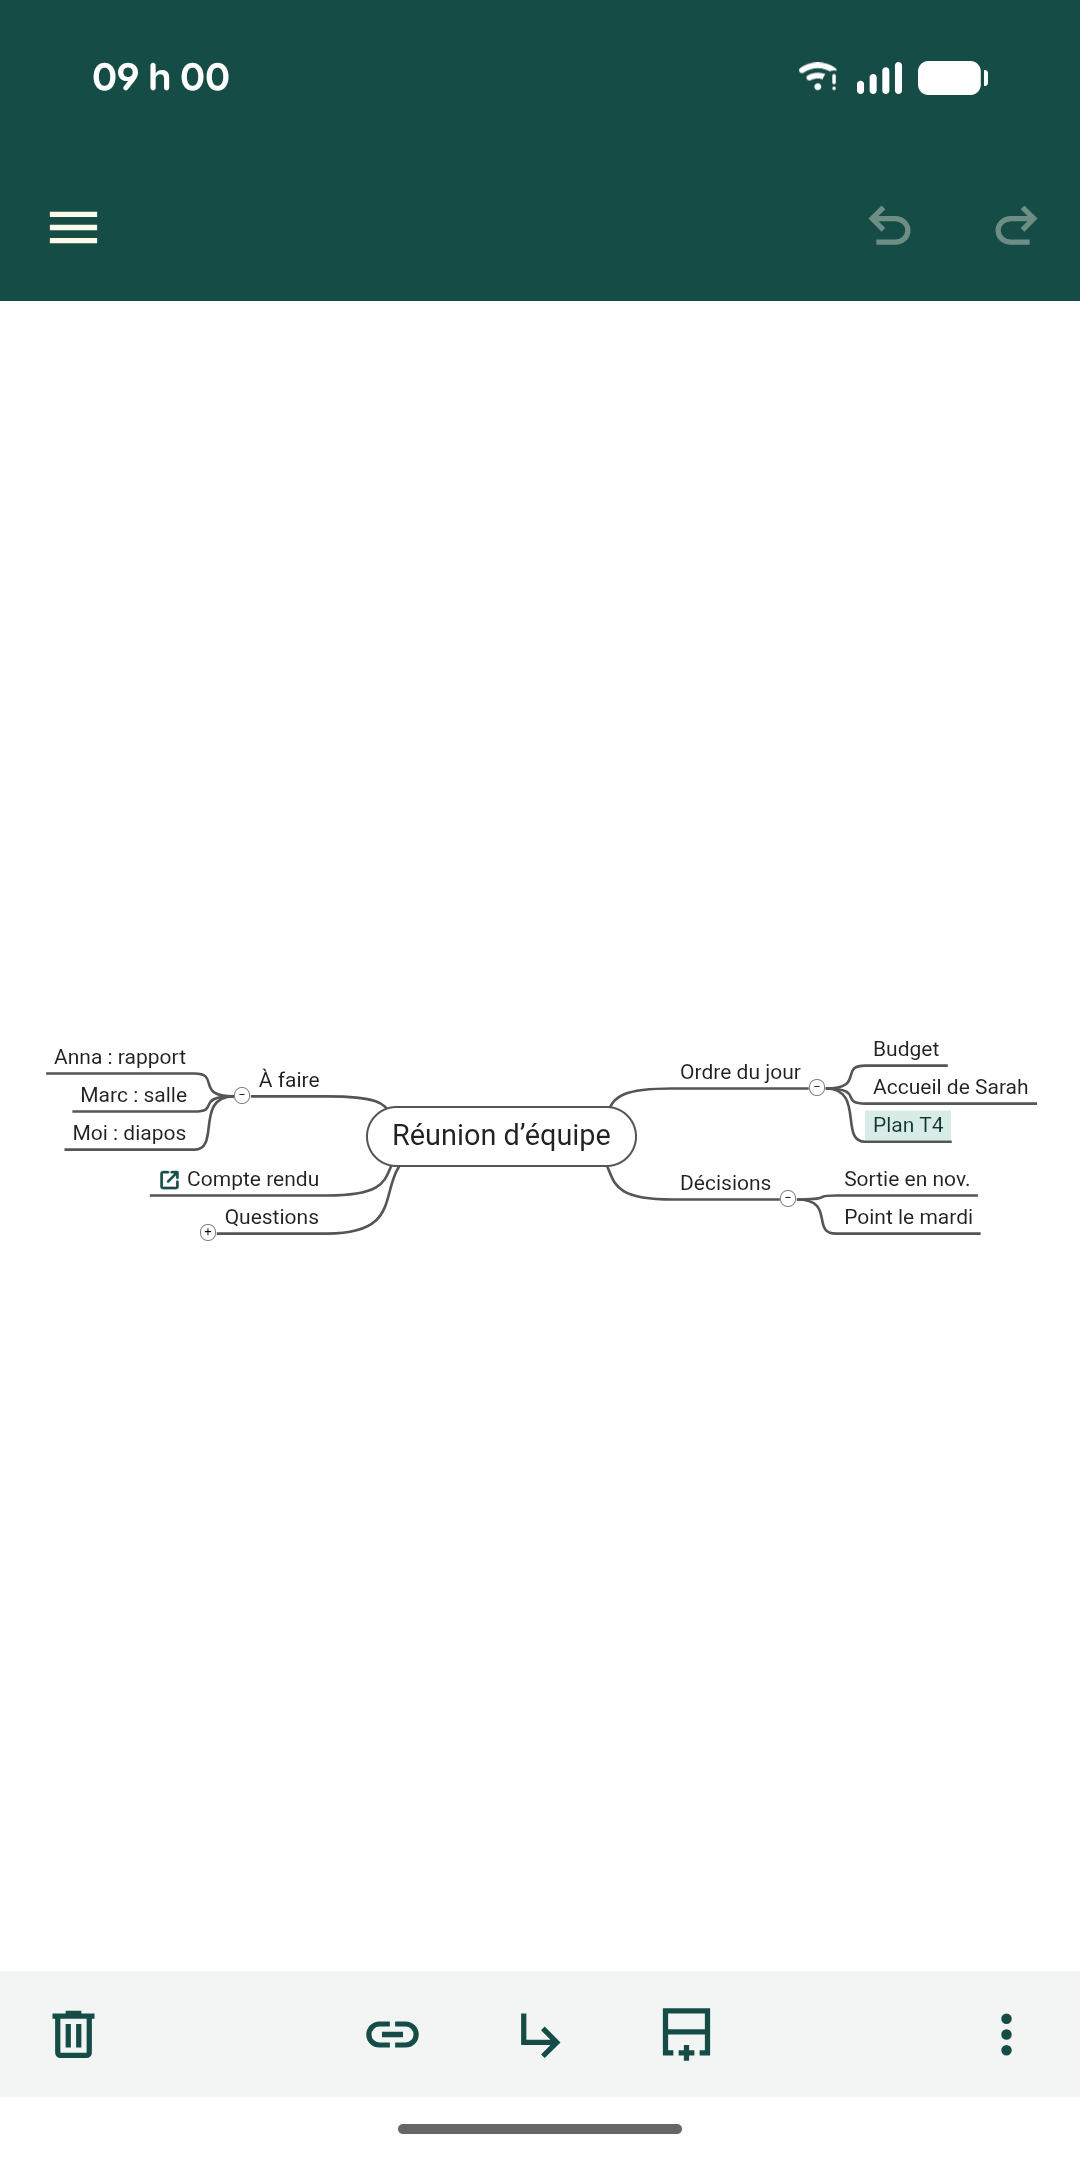 09 h 00
Anna : rapport
Marc : salle
Moi : diapos
À faire
Compte rendu
Questions
Réunion d’équipe
Ordre du jour
Budget
Accueil de Sarah
Plan T4
Décisions
Sortie en nov.
Point le mardi